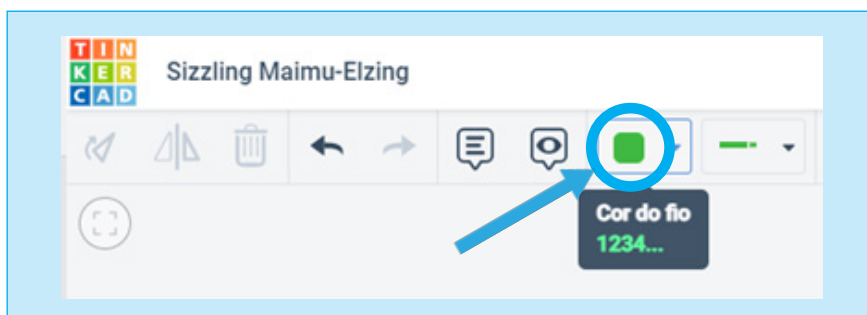 TIN
KER
CAD
Sizzling Maimu-Elzing
Cor do fio
1234...